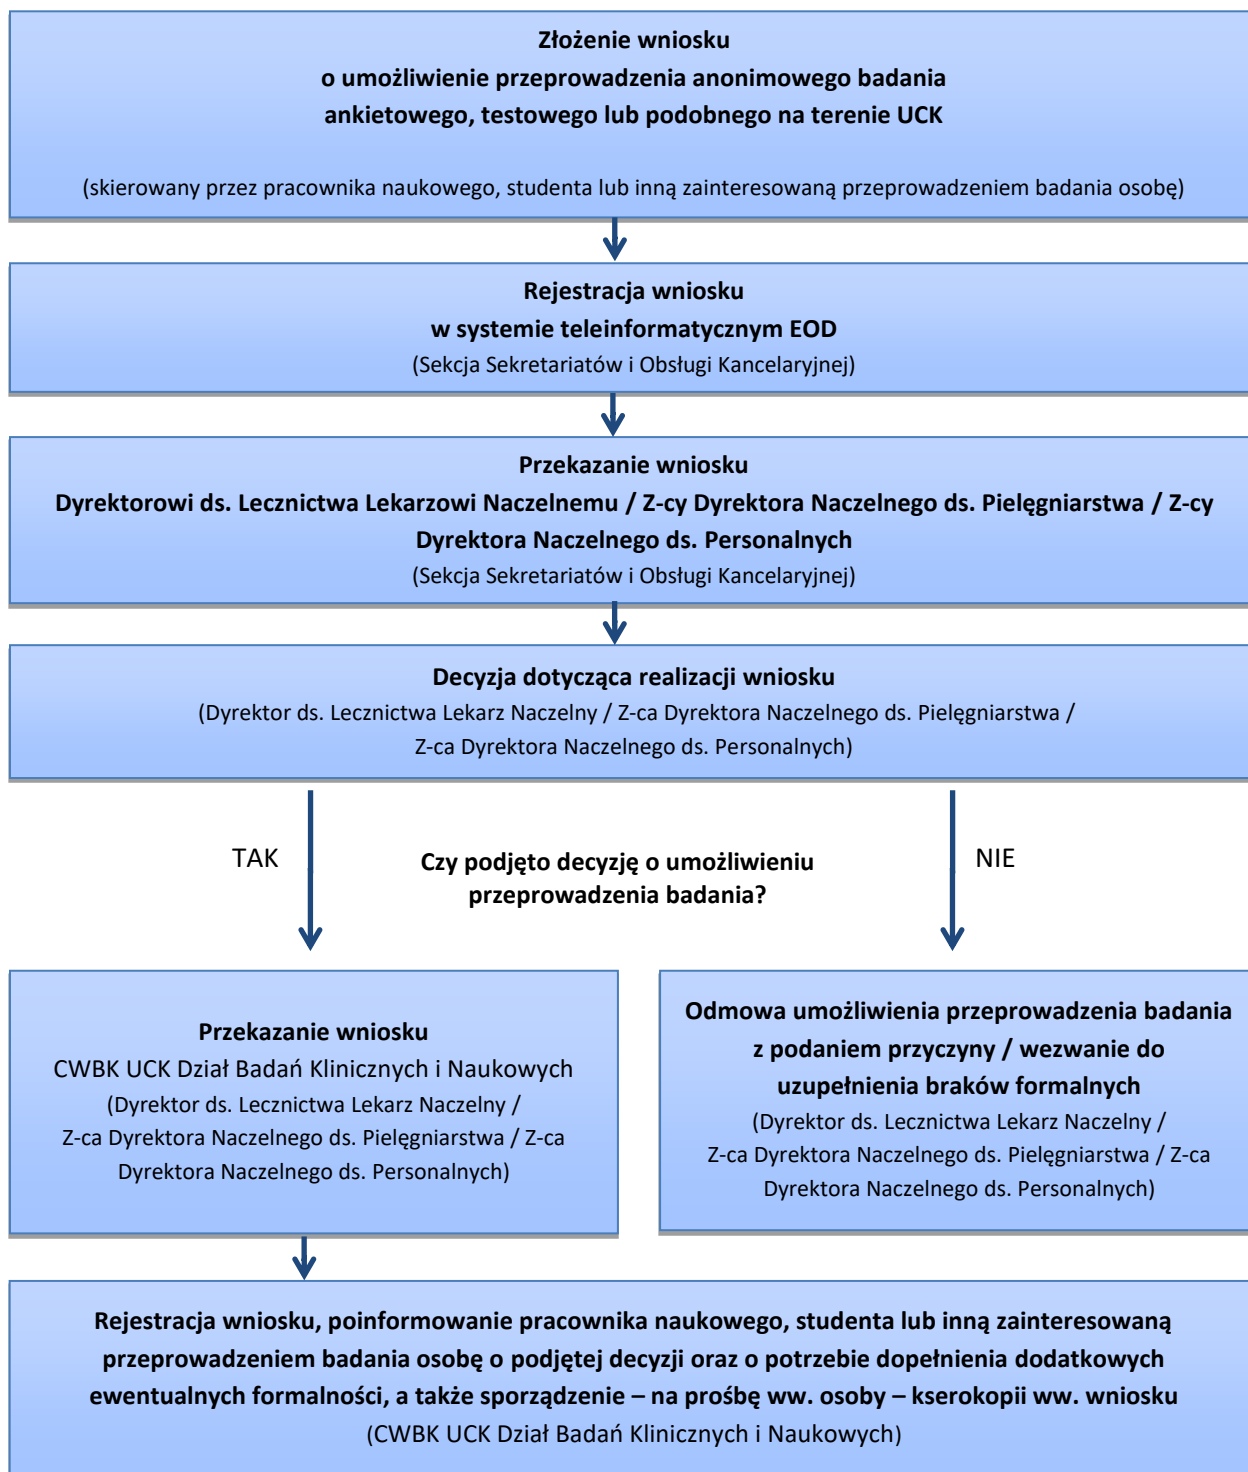 Złożenie wniosku
o umożliwienie przeprowadzenia anonimowego badania
ankietowego, testowego lub podobnego na terenie UCK
(skierowany przez pracownika naukowego, studenta lub inną zainteresowaną przeprowadzeniem badania osobę)
Rejestracja wniosku
w systemie teleinformatycznym EOD
(Sekcja Sekretariatów i Obsługi Kancelaryjnej)
Przekazanie wniosku
Dyrektorowi ds. Lecznictwa Lekarzowi Naczelnemu / Z-cy Dyrektora Naczelnego ds. Pielęgniarstwa / Z-cy
Dyrektora Naczelnego ds. Personalnych
(Sekcja Sekretariatów i Obsługi Kancelaryjnej)
Decyzja dotycząca realizacji wniosku
(Dyrektor ds. Lecznictwa Lekarz Naczelny / Z-ca Dyrektora Naczelnego ds. Pielęgniarstwa /
Z-ca Dyrektora Naczelnego ds. Personalnych)
TAK
Czy podjęto decyzję o umożliwieniu
przeprowadzenia badania?
NIE
Przekazanie wniosku
CWBK UCK Dział Badań Klinicznych i Naukowych
(Dyrektor ds. Lecznictwa Lekarz Naczelny /
Z-ca Dyrektora Naczelnego ds. Pielęgniarstwa / Z-ca
Dyrektora Naczelnego ds. Personalnych)
Odmowa umożliwienia przeprowadzenia badania
z podaniem przyczyny / wezwanie do
uzupełnienia braków formalnych
(Dyrektor ds. Lecznictwa Lekarz Naczelny /
Z-ca Dyrektora Naczelnego ds. Pielęgniarstwa / Z-ca
Dyrektora Naczelnego ds. Personalnych)
Rejestracja wniosku, poinformowanie pracownika naukowego, studenta lub inną zainteresowaną
przeprowadzeniem badania osobę o podjętej decyzji oraz o potrzebie dopełnienia dodatkowych
ewentualnych formalności, a także sporządzenie – na prośbę ww. osoby – kserokopii ww. wniosku
(CWBK UCK Dział Badań Klinicznych i Naukowych)